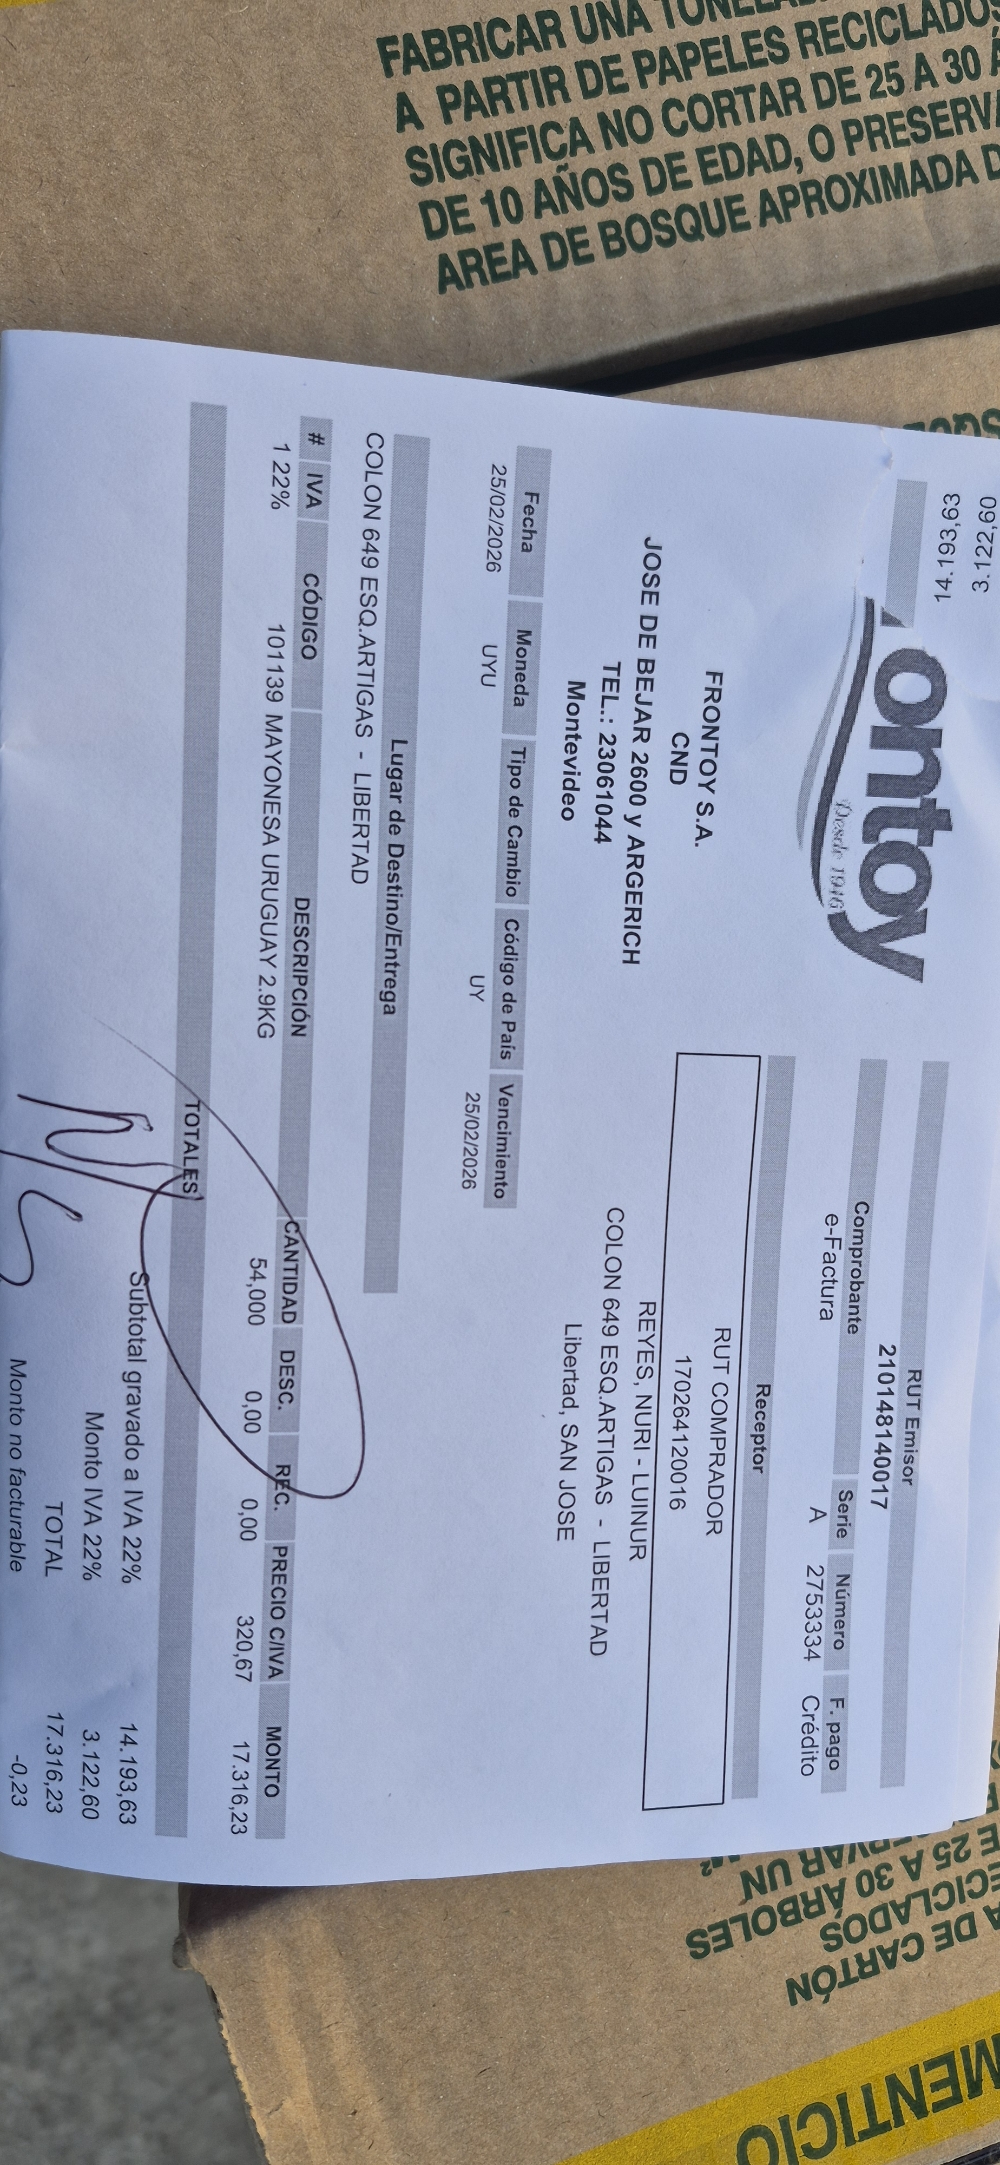 FABRICAR UNA
A PARTIR DE PAPELES RECICLADOS
SIGNIFICA NO CORTAR DE 25 A 30
DE 10 AÑOS DE EDAD, O
AREA DE BOSQUE APROXIMADA
3.122,60
14.193,63
ontoy
Desde 1946
FRONTOY S.A.
CND
JOSE DE BEJAR 2600 y ARGERICH
TEL.: 23061044
Montevideo
RUT Emisor
210148140017
Comprobante Serie Número F. pago
e-Factura A 2753334 Crédito
Receptor
RUT COMPRADOR
170264120016
REYES, NURI - LUINUR
COLON 649 ESQ.ARTIGAS - LIBERTAD
Libertad, SAN JOSE
Fecha Moneda Tipo de Cambio Código de País Vencimiento
25/02/2026 UYU UY 25/02/2026
Lugar de Destino/Entrega
COLON 649 ESQ.ARTIGAS - LIBERTAD
# IVA CÓDIGO DESCRIPCIÓN CANTIDAD DESC. REC. PRECIO C/IVA MONTO
1 22% 101139 MAYONESA URUGUAY 2.9KG 54,000 0,00 0,00 320,67 17.316,23
TOTALES
Subtotal gravado a IVA 22% 14.193,63
Monto IVA 22% 3.122,60
TOTAL 17.316,23
Monto no facturable -0,23
DE CARTÓN
RECICLADOS
E 25 A 30 ÁRBOLES
UN